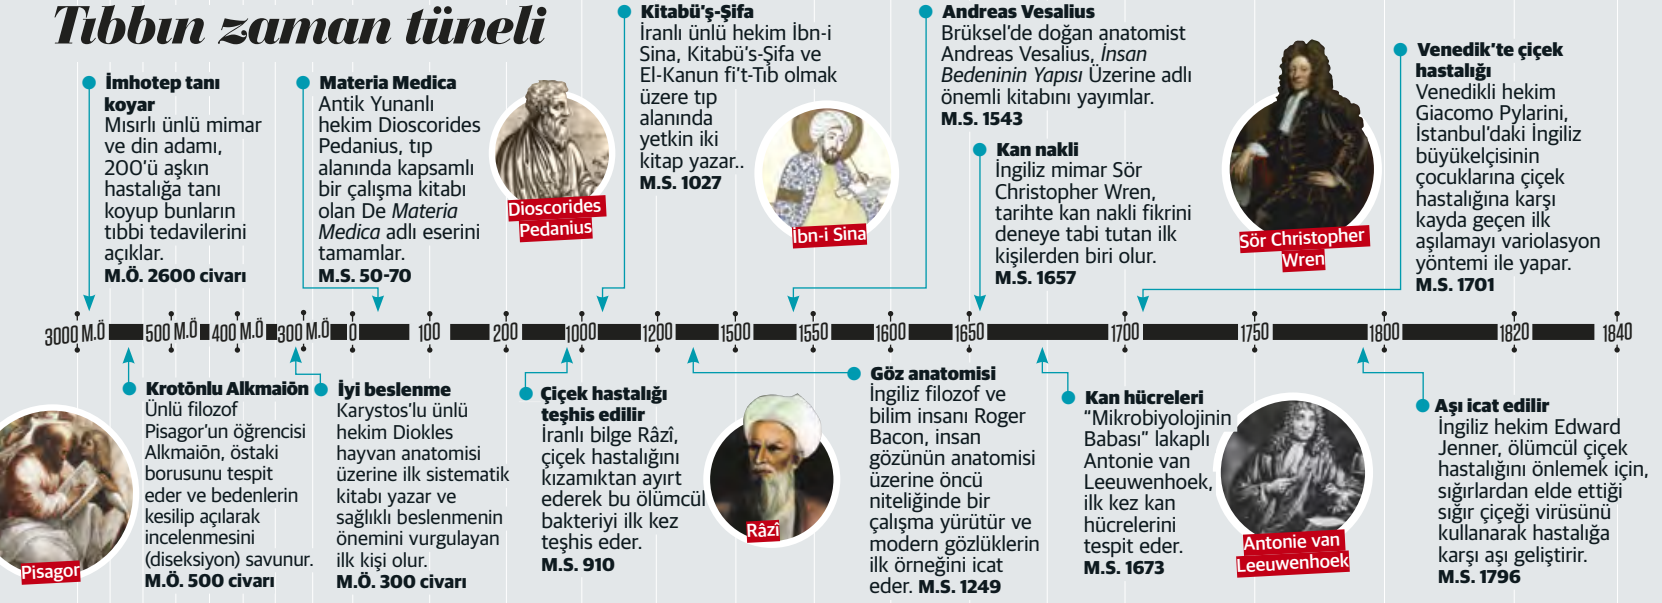 Tıbbın zaman tüneli
İmhotep tanı
koyar
Mısırlı ünlü mimar
ve din adamı,
200'ü aşkın
hastalığa tanı
koyup bunların
tıbbi tedavilerini
açıklar.
M.Ö. 2600 civarı
Materia Medica
Antik Yunanlı
hekim Dioscorides
Pedanius, tıp
alanında kapsamlı
bir çalışma kitabı
olan De Materia
Medica adlı eserini
tamamlar.
M.S. 50-70
Dioscorides
Pedanius
Kitabü'ş-Şifa
İranlı ünlü hekim İbn-i
Sina, Kitabü's-Şifa ve
El-Kanun fi't-Tıb olmak
üzere tıp
alanında
yetkin iki
kitap yazar..
M.S. 1027
İbn-i Sina
Andreas Vesalius
Brüksel'de doğan anatomist
Andreas Vesalius, İnsan
Bedeninin Yapısı Üzerine adlı
önemli kitabını yayımlar.
M.S. 1543
Kan nakli
İngiliz mimar Sör
Christopher Wren,
tarihte kan nakli fikrini
deneye tabi tutan ilk
kişilerden biri olur.
M.S. 1657
Sör Christopher
Wren
Venedik'te çiçek
hastalığı
Venedikli hekim
Giacomo Pylarini,
İstanbul'daki İngiliz
büyükelçisinin
çocuklarına çiçek
hastalığına karşı
kayda geçen ilk
aşılamayı variolasyon
yöntemi ile yapar.
M.S. 1701
3000 M.Ö 500 M.Ö 400 M.Ö 300 M.Ö 0 100 200 1000 1200 1500 1550 1600 1650 1700 1750 1800 1820 1840
Pisagor
Krotōnlu Alkmaiōn
Ünlü filozof
Pisagor'un öğrencisi
Alkmaiōn, östaki
borusunu tespit
eder ve bedenlerin
kesilip açılarak
incelenmesini
(diseksiyon) savunur.
M.Ö. 500 civarı
İyi beslenme
Karystos'lu ünlü
hekim Diokles
hayvan anatomisi
üzerine ilk sistematik
kitabı yazar ve
sağlıklı beslenmenin
önemini vurgulayan
ilk kişi olur.
M.Ö. 300 civarı
Çiçek hastalığı
teşhis edilir
İranlı bilge Râzî,
çiçek hastalığını
kızamıktan ayırt
ederek bu ölümcül
bakteriyi ilk kez
teşhis eder.
M.S. 910
Râzî
Göz anatomisi
İngiliz filozof ve
bilim insanı Roger
Bacon, insan
gözünün anatomisi
üzerine öncü
niteliğinde bir
çalışma yürütür ve
modern gözlüklerin
ilk örneğini icat
eder. M.S. 1249
Kan hücreleri
“Mikrobiyolojinin
Babası” lakaplı
Antonie van
Leeuwenhoek,
ilk kez kan
hücrelerini
tespit eder.
M.S. 1673
Antonie van
Leeuwenhoek
Aşı icat edilir
İngiliz hekim Edward
Jenner, ölümcül çiçek
hastalığını önlemek için,
sığırlardan elde ettiği
sığır çiçeği virüsünü
kullanarak hastalığa
karşı aşı geliştirir.
M.S. 1796